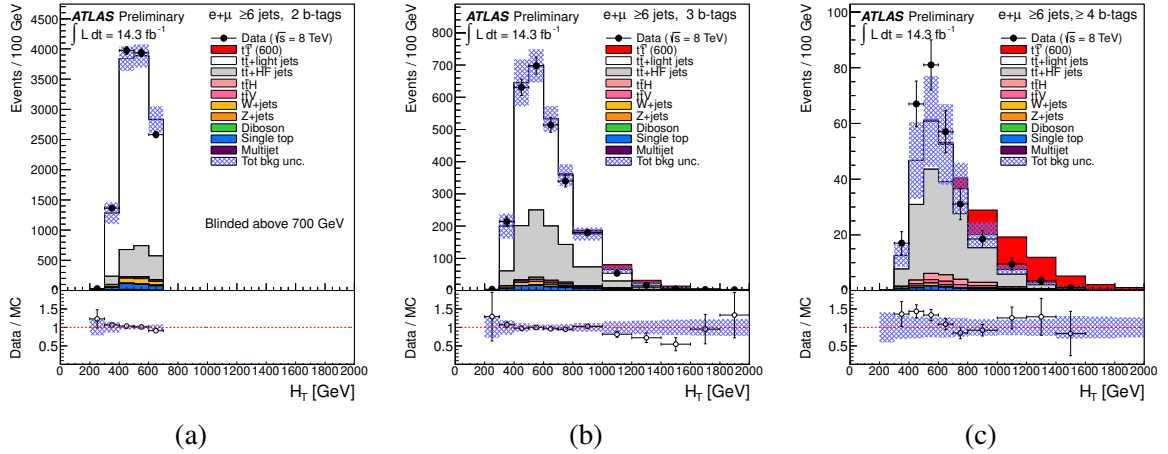 ATLAS Preliminary
e+μ ≥6 jets, 2 b-tags
∫ L dt = 14.3 fb⁻¹
Data (√s = 8 TeV)
tt̄' (600)
tt̄+light jets
tt̄+HF jets
tt̄H
tt̄V
W+jets
Z+jets
Diboson
Single top
Multijet
Tot bkg unc.
Blinded above 700 GeV
Events / 100 GeV
4500
4000
3500
3000
2500
2000
1500
1000
500
0
Data / MC
1.5
1
0.5
0 200 400 600 800 1000 1200 1400 1600 1800 2000
H_T [GeV]
(a)
ATLAS Preliminary
e+μ ≥6 jets, 3 b-tags
∫ L dt = 14.3 fb⁻¹
Data (√s = 8 TeV)
tt̄' (600)
tt̄+light jets
tt̄+HF jets
tt̄H
tt̄V
W+jets
Z+jets
Diboson
Single top
Multijet
Tot bkg unc.
Events / 100 GeV
900
800
700
600
500
400
300
200
100
0
Data / MC
1.5
1
0.5
0 200 400 600 800 1000 1200 1400 1600 1800 2000
H_T [GeV]
(b)
ATLAS Preliminary
e+μ ≥6 jets, ≥ 4 b-tags
∫ L dt = 14.3 fb⁻¹
Data (√s = 8 TeV)
tt̄' (600)
tt̄+light jets
tt̄+HF jets
tt̄H
tt̄V
W+jets
Z+jets
Diboson
Single top
Multijet
Tot bkg unc.
Events / 100 GeV
100
80
60
40
20
0
Data / MC
1.5
1
0.5
0 200 400 600 800 1000 1200 1400 1600 1800 2000
H_T [GeV]
(c)